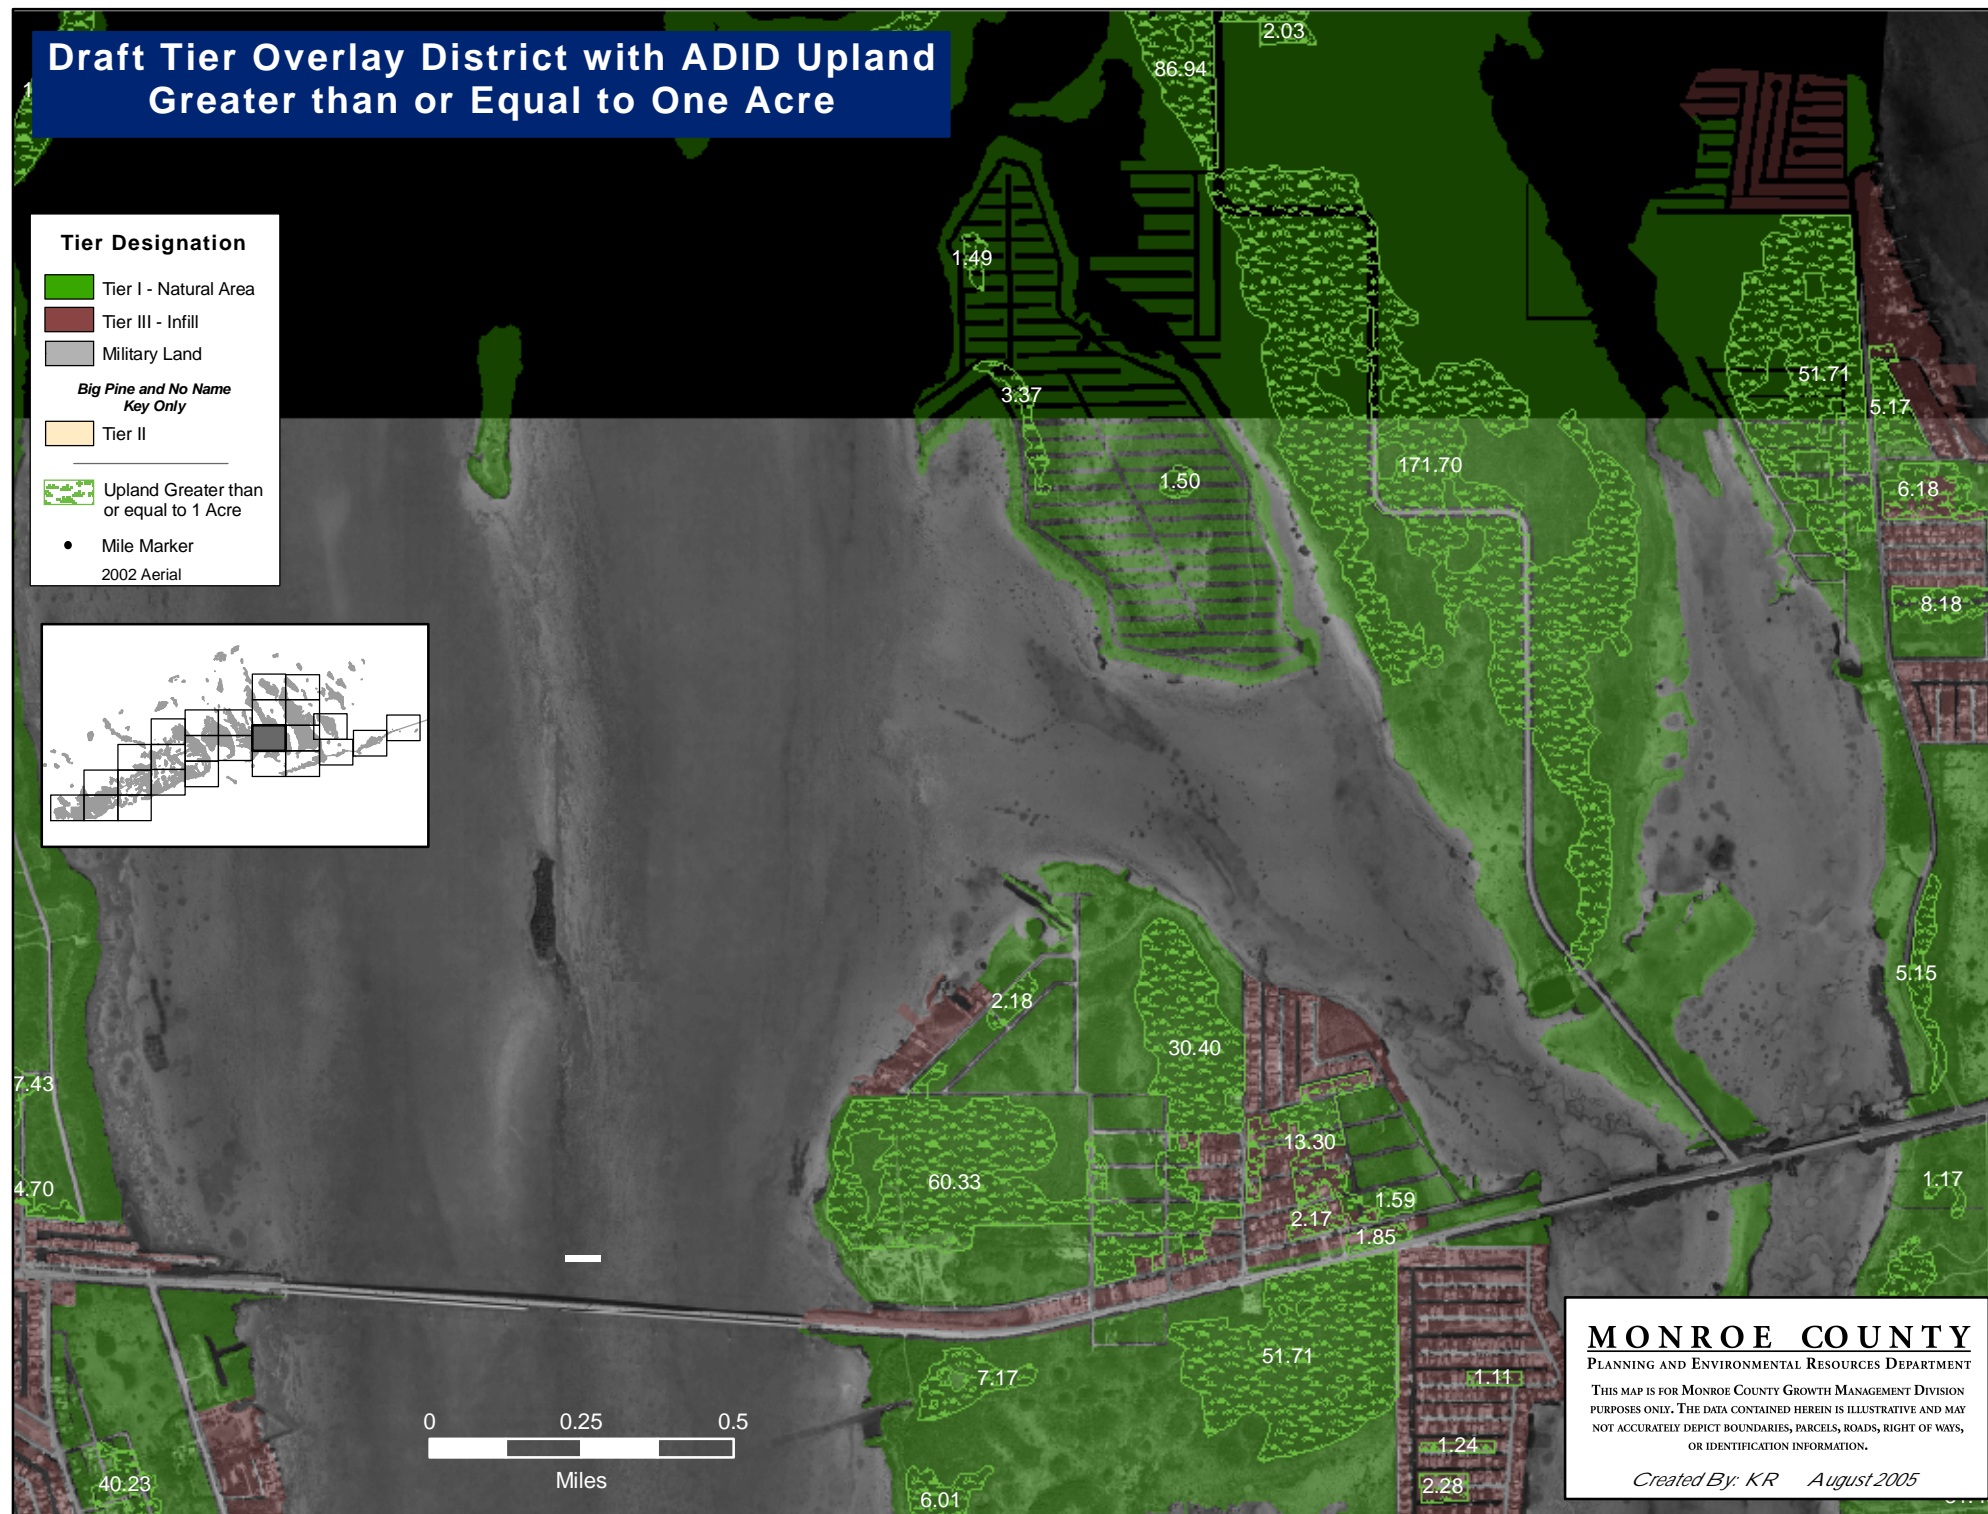 Draft Tier Overlay District with ADID Upland
Greater than or Equal to One Acre
2.03
86.94
1.49
Tier Designation
Tier I - Natural Area
Tier III - Infill
Military Land
Big Pine and No Name
Key Only
Tier II
Upland Greater than
or equal to 1 Acre
Mile Marker
2002 Aerial
3.37
51.71
5.17
171.70
1.50
6.18
8.18
5.15
2.18
30.40
7.43
13.30
60.33
4.70
1.59
1.17
2.17
1.85
51.71
7.17
1.11
1.24
40.23
6.01
2.28
0 0.25 0.5
Miles
MONROE COUNTY
PLANNING AND ENVIRONMENTAL RESOURCES DEPARTMENT
THIS MAP IS FOR MONROE COUNTY GROWTH MANAGEMENT DIVISION
PURPOSES ONLY. THE DATA CONTAINED HEREIN IS ILLUSTRATIVE AND MAY
NOT ACCURATELY DEPICT BOUNDARIES, PARCELS, ROADS, RIGHT OF WAYS,
OR IDENTIFICATION INFORMATION.
Created By: KR August 2005